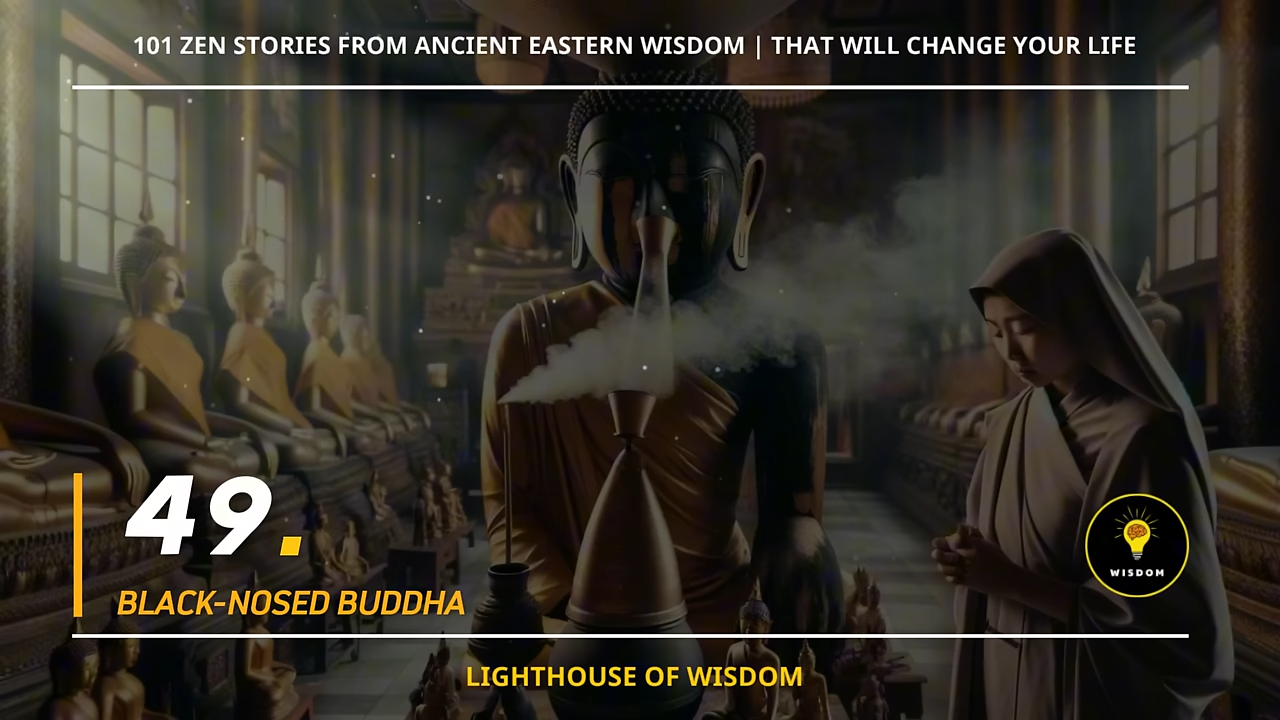 101 ZEN STORIES FROM ANCIENT EASTERN WISDOM | THAT WILL CHANGE YOUR LIFE
49.
BLACK-NOSED BUDDHA
WISDOM
LIGHTHOUSE OF WISDOM